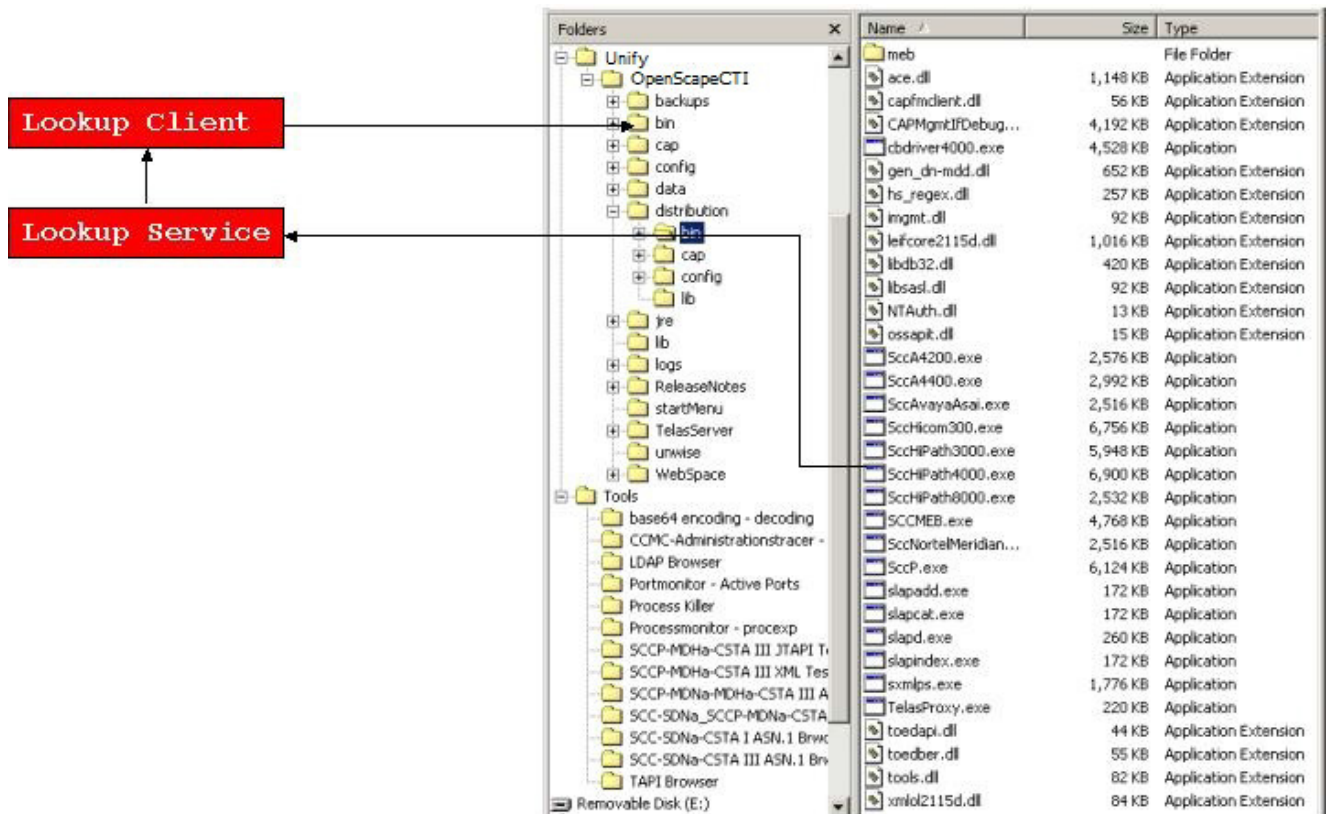 Lookup Client
Lookup Service
Folders
Unify
OpenScapeCTI
backups
bin
cap
config
data
distribution
bin
cap
config
lib
jre
lib
logs
ReleaseNotes
startMenu
TelasServer
unwise
WebSpace
Tools
base64 encoding - decoding
CCMC-Administrationstracer -
LDAP Browser
Portmonitor - Active Ports
Process Killer
Processmonitor - procexp
SCCP-MDHa-CSTA III JTAPI T
SCCP-MDHa-CSTA III XML Tes
SCCP-MDNa-MDHa-CSTA III A
SCC-SDNa_SCCP-MDNa-CSTA
SCC-SDNa-CSTA I ASN.1 Brwo
SCC-SDNa-CSTA III ASN.1 Brw
TAPI Browser
Removable Disk (E:)
Name Size Type
meb File Folder
ace.dll 1,148 KB Application Extension
capfmclient.dll 56 KB Application Extension
CAPMgmtIfDebug... 4,192 KB Application Extension
cbdriver4000.exe 4,528 KB Application
gen_dn-mdd.dll 652 KB Application Extension
hs_regex.dll 257 KB Application Extension
imgmt.dll 92 KB Application Extension
leifcore2115d.dll 1,016 KB Application Extension
libdb32.dll 420 KB Application Extension
libsasl.dll 92 KB Application Extension
NTAuth.dll 13 KB Application Extension
ossapit.dll 15 KB Application Extension
SccA4200.exe 2,576 KB Application
SccA4400.exe 2,992 KB Application
SccAvayaAsai.exe 2,516 KB Application
SccHicom300.exe 6,756 KB Application
SccHiPath3000.exe 5,948 KB Application
SccHiPath4000.exe 6,900 KB Application
SccHiPath8000.exe 2,532 KB Application
SCCMEB.exe 4,768 KB Application
SccNortelMeridian... 2,516 KB Application
SccP.exe 6,124 KB Application
slapadd.exe 172 KB Application
slapcat.exe 172 KB Application
slapd.exe 260 KB Application
slapindex.exe 172 KB Application
sxmlps.exe 1,776 KB Application
TelasProxy.exe 220 KB Application
toedapi.dll 44 KB Application Extension
toedber.dll 55 KB Application Extension
tools.dll 82 KB Application Extension
xmlol2115d.dll 84 KB Application Extension